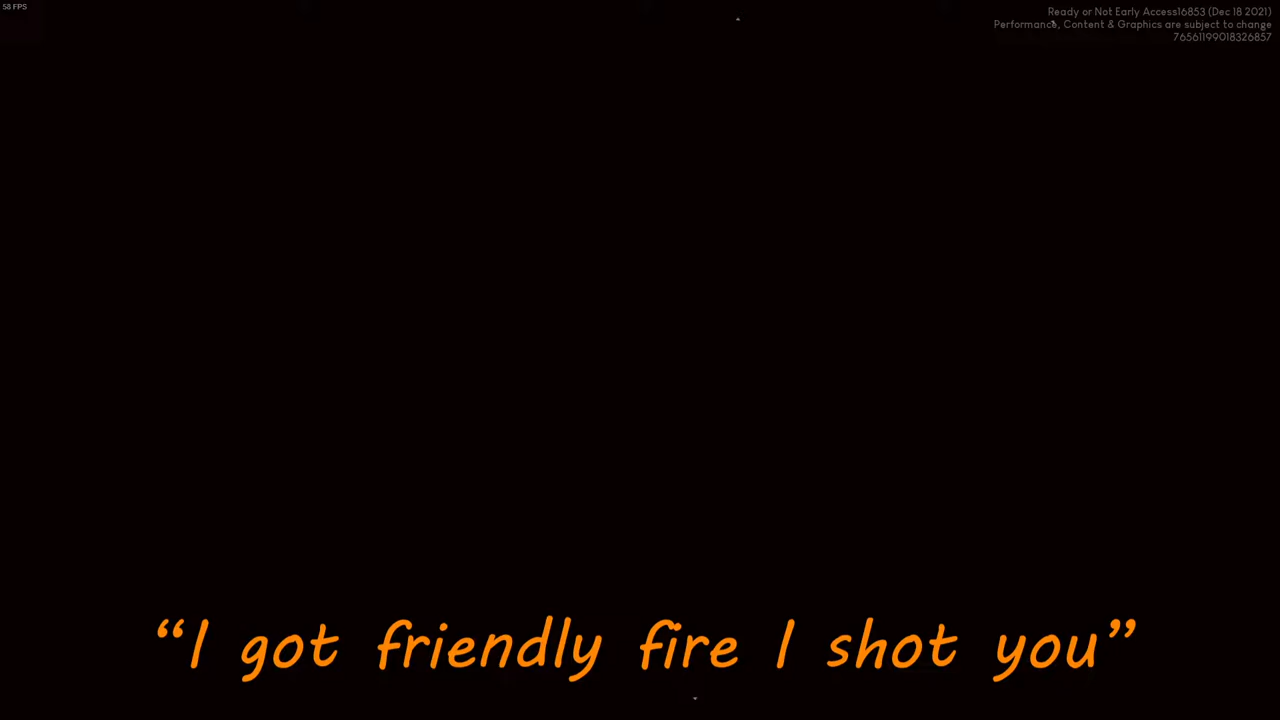 58 FPS
Ready or Not Early Access16853 (Dec 18 2021)
Performance, Content & Graphics are subject to change
76561199018326857
“I got friendly fire I shot you”